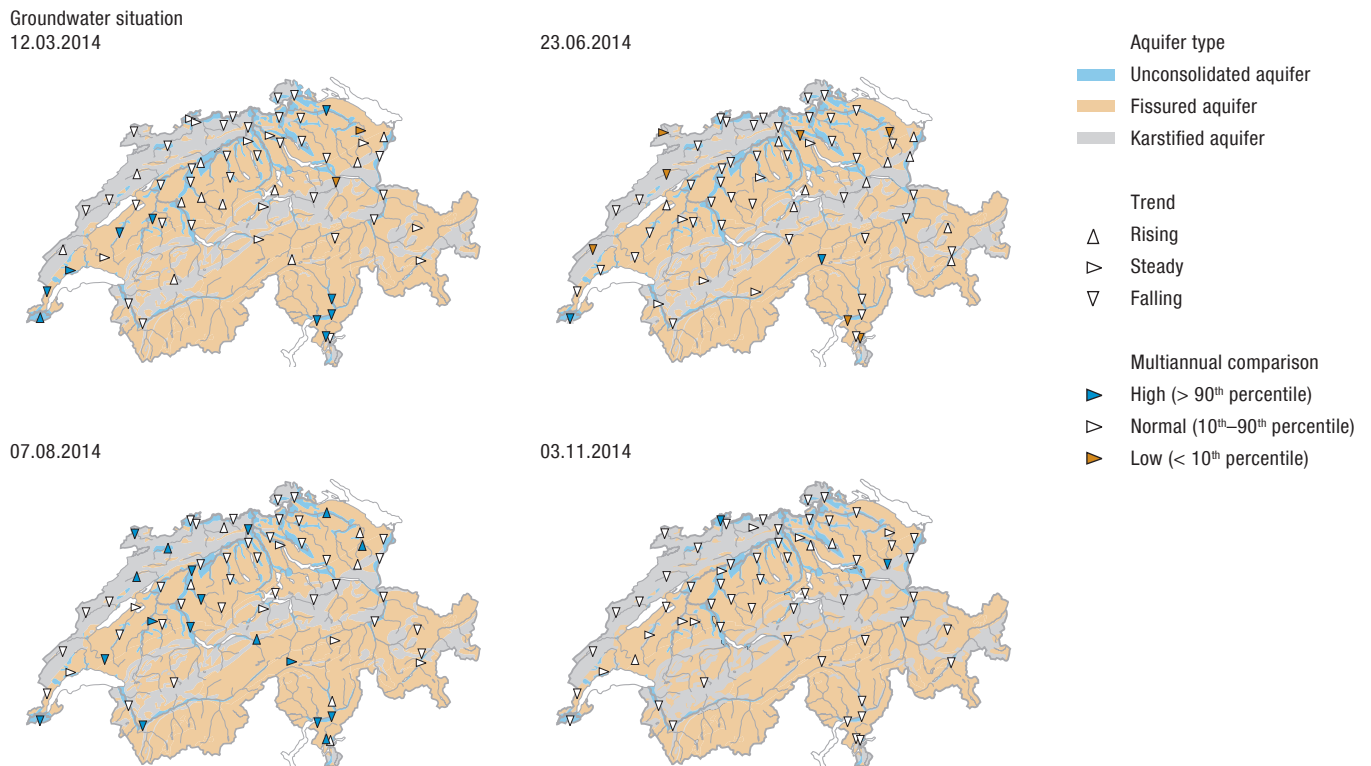 Groundwater situation
12.03.2014
23.06.2014
07.08.2014
03.11.2014
Aquifer type
Unconsolidated aquifer
Fissured aquifer
Karstified aquifer
Trend
Rising
Steady
Falling
Multiannual comparison
High (> 90th percentile)
Normal (10th–90th percentile)
Low (< 10th percentile)